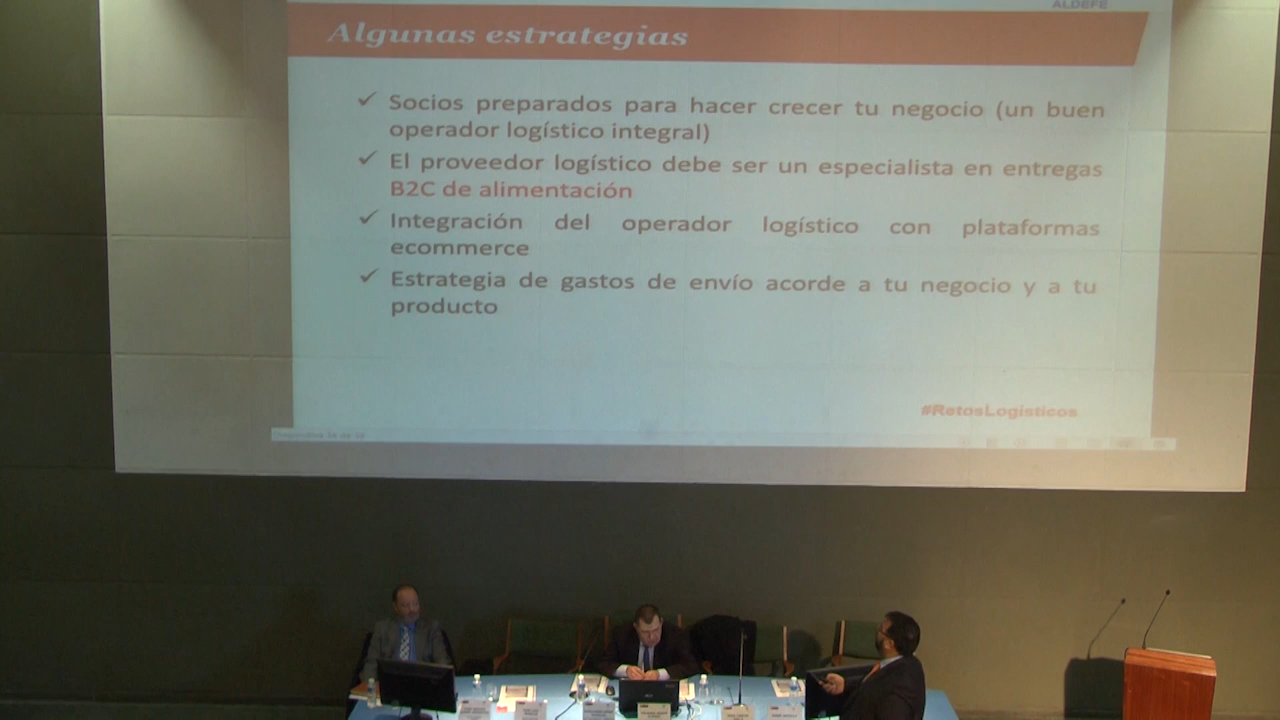 ALDEFE
Algunas estrategias
✓ Socios preparados para hacer crecer tu negocio (un buen
operador logístico integral)
✓ El proveedor logístico debe ser un especialista en entregas
B2C de alimentación
✓ Integración del operador logístico con plataformas
ecommerce
✓ Estrategia de gastos de envío acorde a tu negocio y a tu
producto
#RetosLogísticos